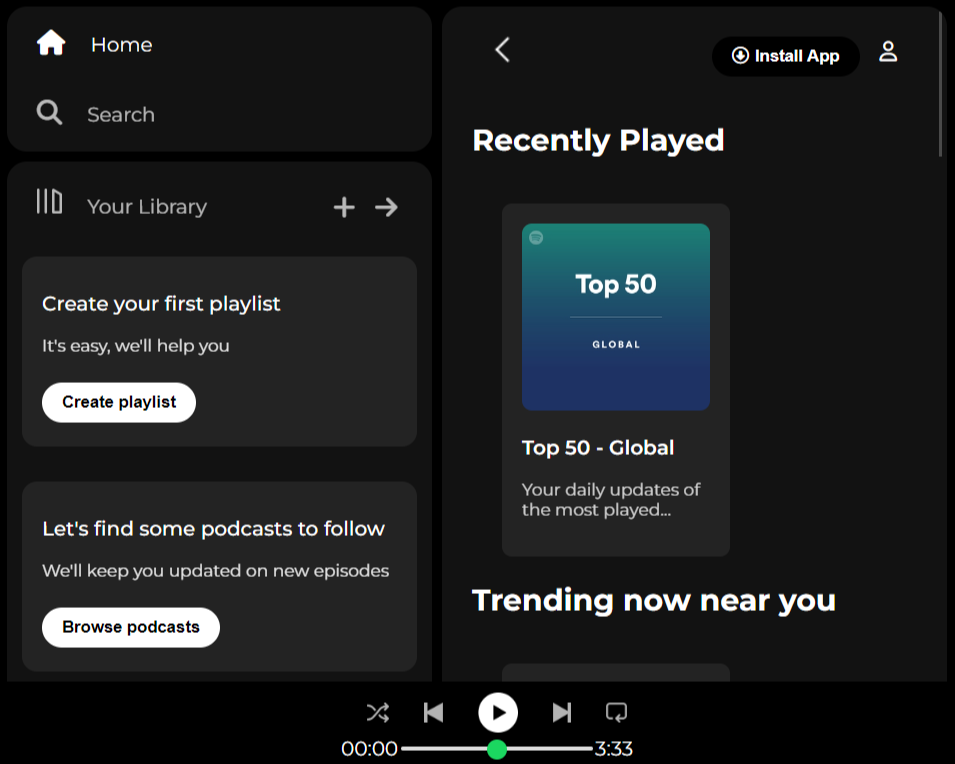 Home
Search
Your Library
Create your first playlist
It's easy, we'll help you
Create playlist
Let's find some podcasts to follow
We'll keep you updated on new episodes
Browse podcasts
Install App
Recently Played
Top 50
GLOBAL
Top 50 - Global
Your daily updates of
the most played...
Trending now near you
00:00
3:33